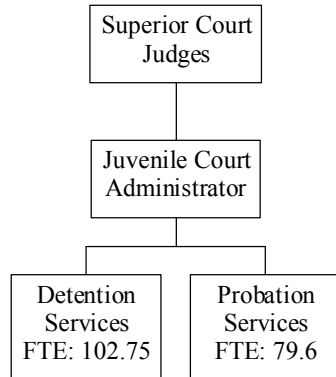 Superior Court
Judges
Juvenile Court
Administrator
Detention
Services
FTE: 102.75
Probation
Services
FTE: 79.6